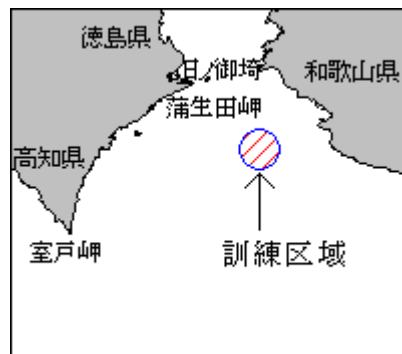 徳島県
日ノ御埼
和歌山県
蒲生田岬
高知県
室戸岬
訓練区域